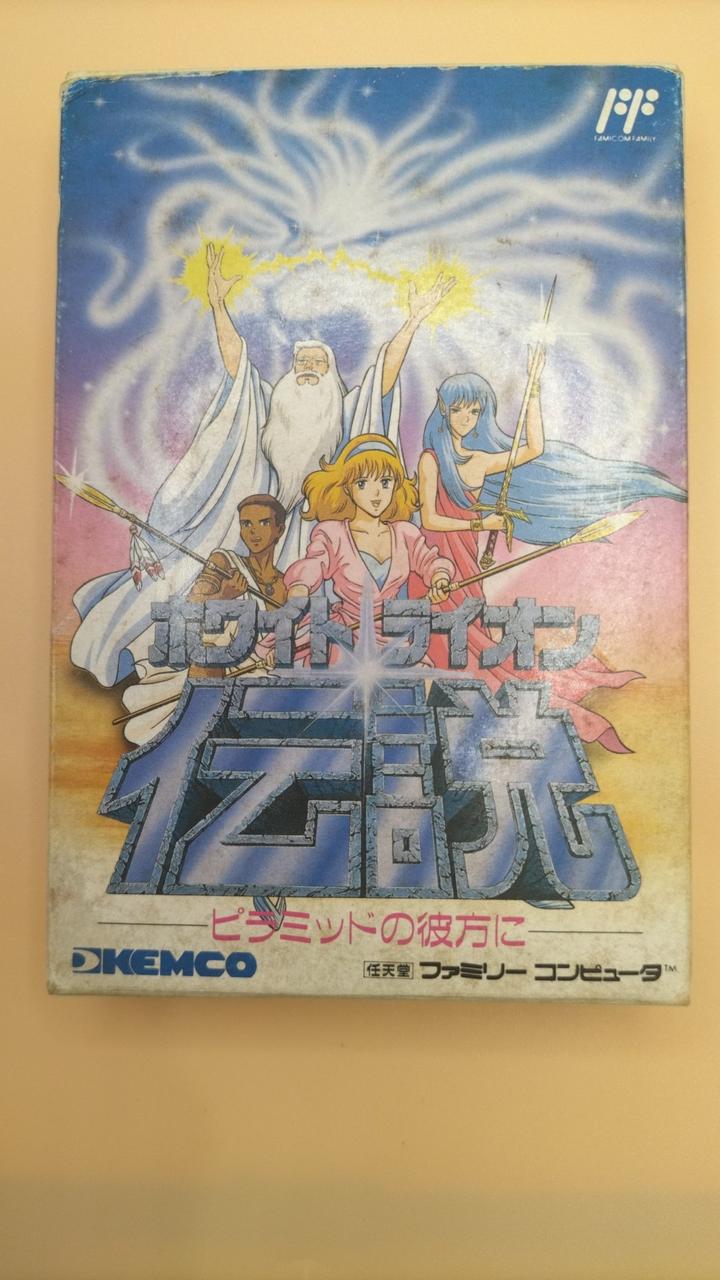 FAMICOM FAMILY
ホワイトライオン
伝説
ピラミッドの彼方に
KEMCO
任天堂 ファミリー コンピュータ™